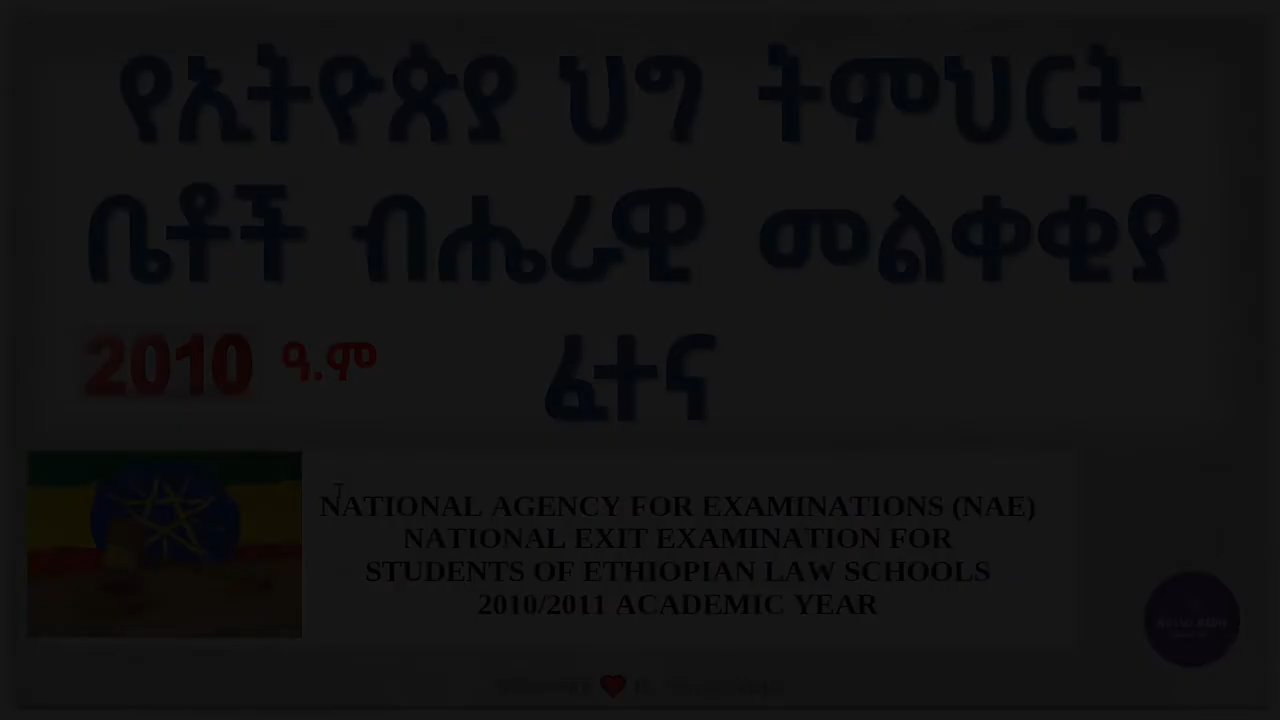 የኢትዮጵያ ህግ ትምህርት
ቤቶች ብሔራዊ መልቀቂያ
2010 ዓ.ም ፈተና
NATIONAL AGENCY FOR EXAMINATIONS (NAE)
NATIONAL EXIT EXAMINATION FOR
STUDENTS OF ETHIOPIAN LAW SCHOOLS
2010/2011 ACADEMIC YEAR